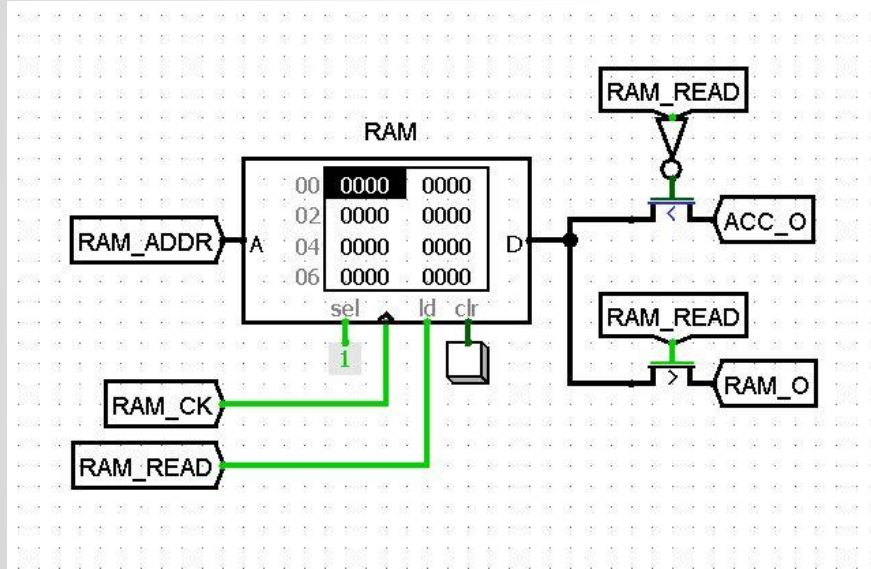 RAM_READ
RAM
00 0000 0000
02 0000 0000
04 0000 0000
06 0000 0000
RAM_ADDR
A
D
ACC_O
sel
ld
clr
1
RAM_READ
RAM_O
RAM_CK
RAM_READ